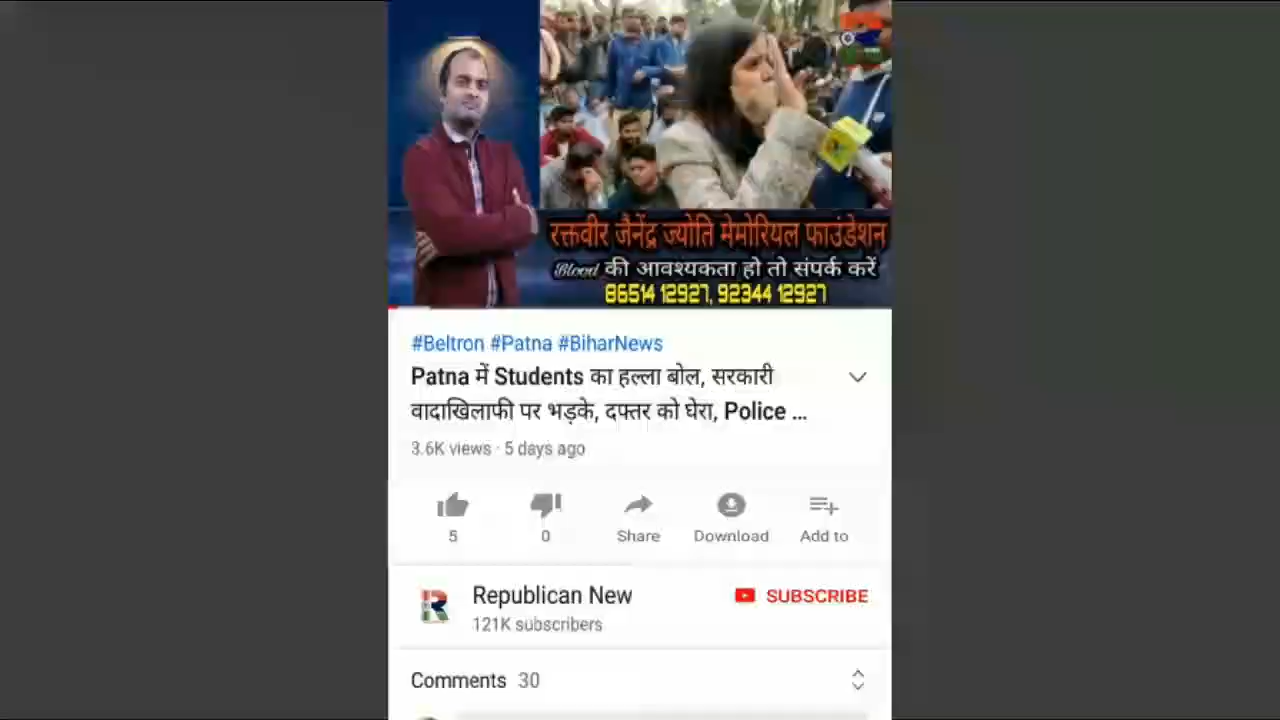 रक्तवीर जैनेंद्र ज्योति मेमोरियल फाउंडेशन
Blood की आवश्यकता हो तो संपर्क करें
86514 12927, 92344 12927
#Beltron #Patna #BiharNews
Patna में Students का हल्ला बोल, सरकारी
वादाखिलाफी पर भड़के, दफ्तर को घेरा, Police ...
3.6K views · 5 days ago
5
0
Share
Download
Add to
Republican New
SUBSCRIBE
121K subscribers
Comments 30